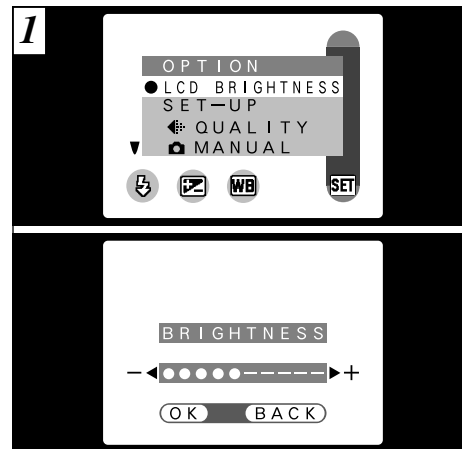 1
OPTION
●LCD BRIGHTNESS
SET–UP
QUALITY
MANUAL
WB SET
BRIGHTNESS
– ◀●●●●●–––––▶ +
OK BACK